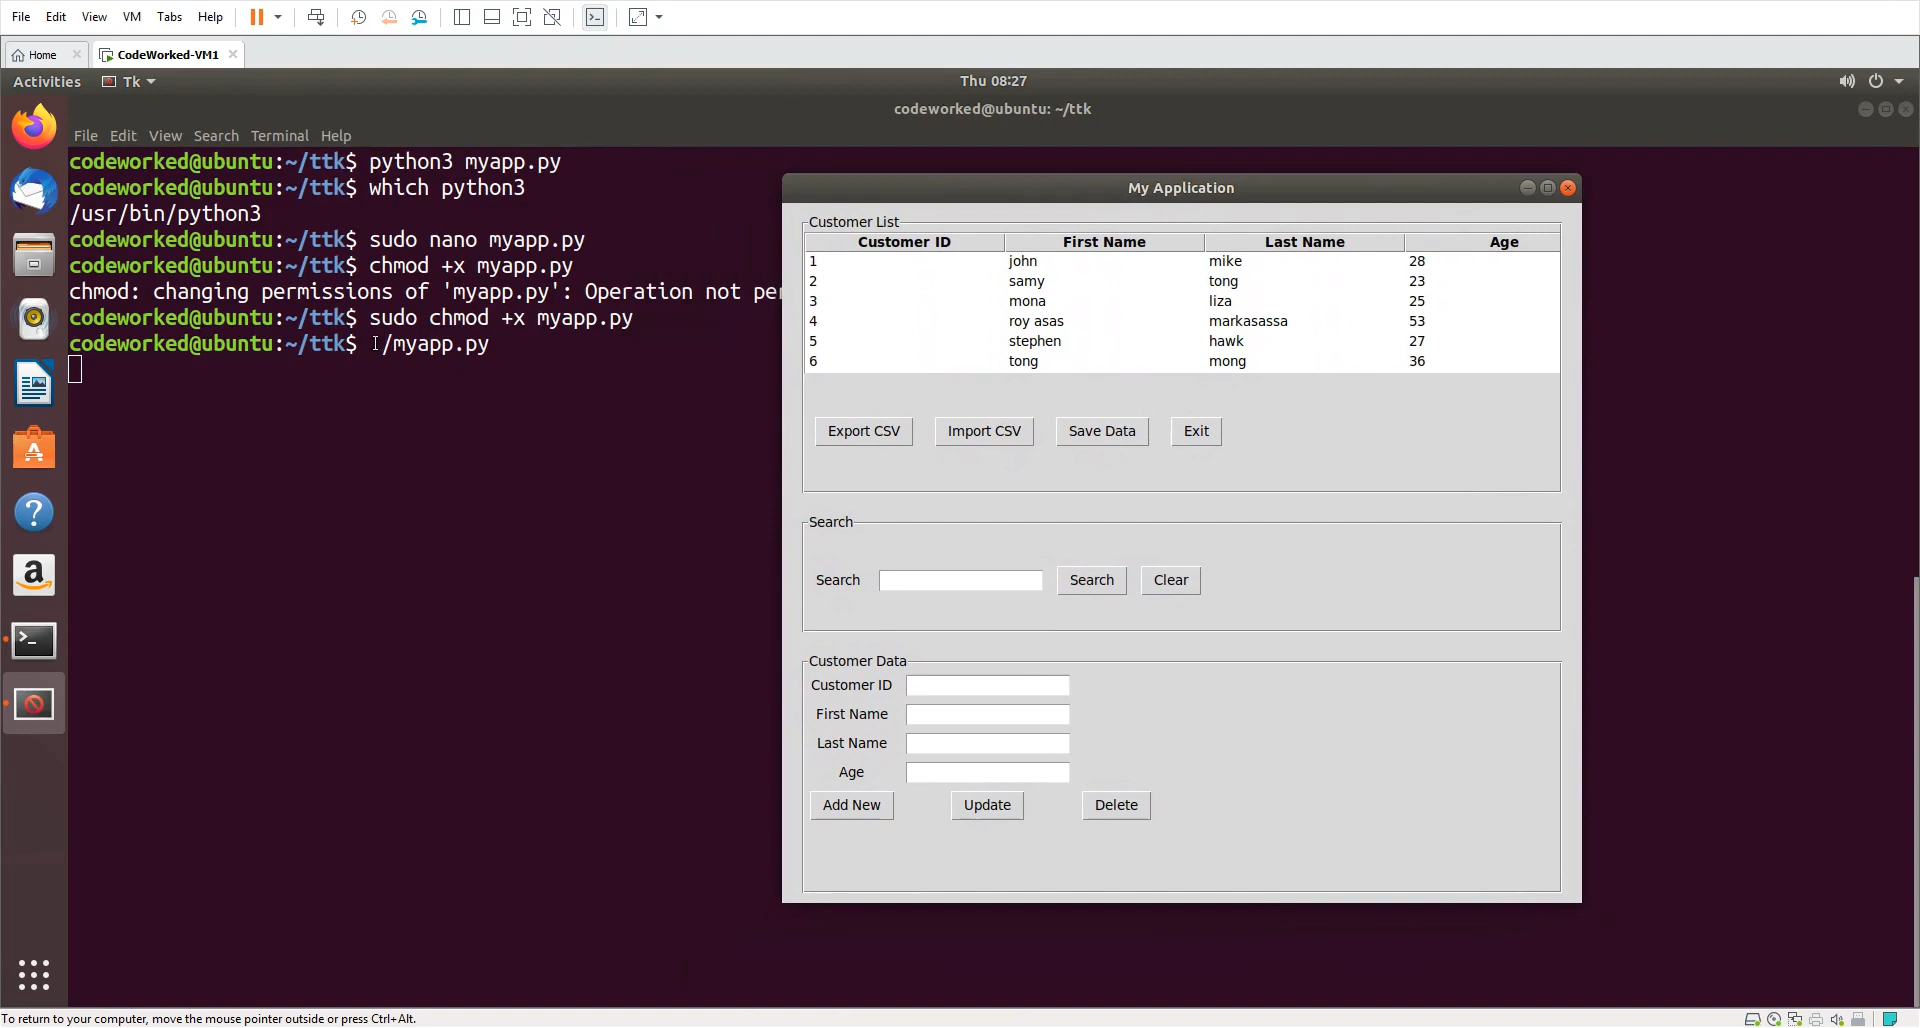 File Edit View VM Tabs Help
Home CodeWorked-VM1
Activities Tk Thu 08:27
codeworked@ubuntu: ~/ttk
File Edit View Search Terminal Help
codeworked@ubuntu:~/ttk$ python3 myapp.py
codeworked@ubuntu:~/ttk$ which python3
/usr/bin/python3
codeworked@ubuntu:~/ttk$ sudo nano myapp.py
codeworked@ubuntu:~/ttk$ chmod +x myapp.py
chmod: changing permissions of 'myapp.py': Operation not per
codeworked@ubuntu:~/ttk$ sudo chmod +x myapp.py
codeworked@ubuntu:~/ttk$ ./myapp.py
My Application
Customer List
Customer ID First Name Last Name Age
1 john mike 28
2 samy tong 23
3 mona liza 25
4 roy asas markasassa 53
5 stephen hawk 27
6 tong mong 36
Export CSV Import CSV Save Data Exit
Search
Search Search Clear
Customer Data
Customer ID
First Name
Last Name
Age
Add New Update Delete
To return to your computer, move the mouse pointer outside or press Ctrl+Alt.